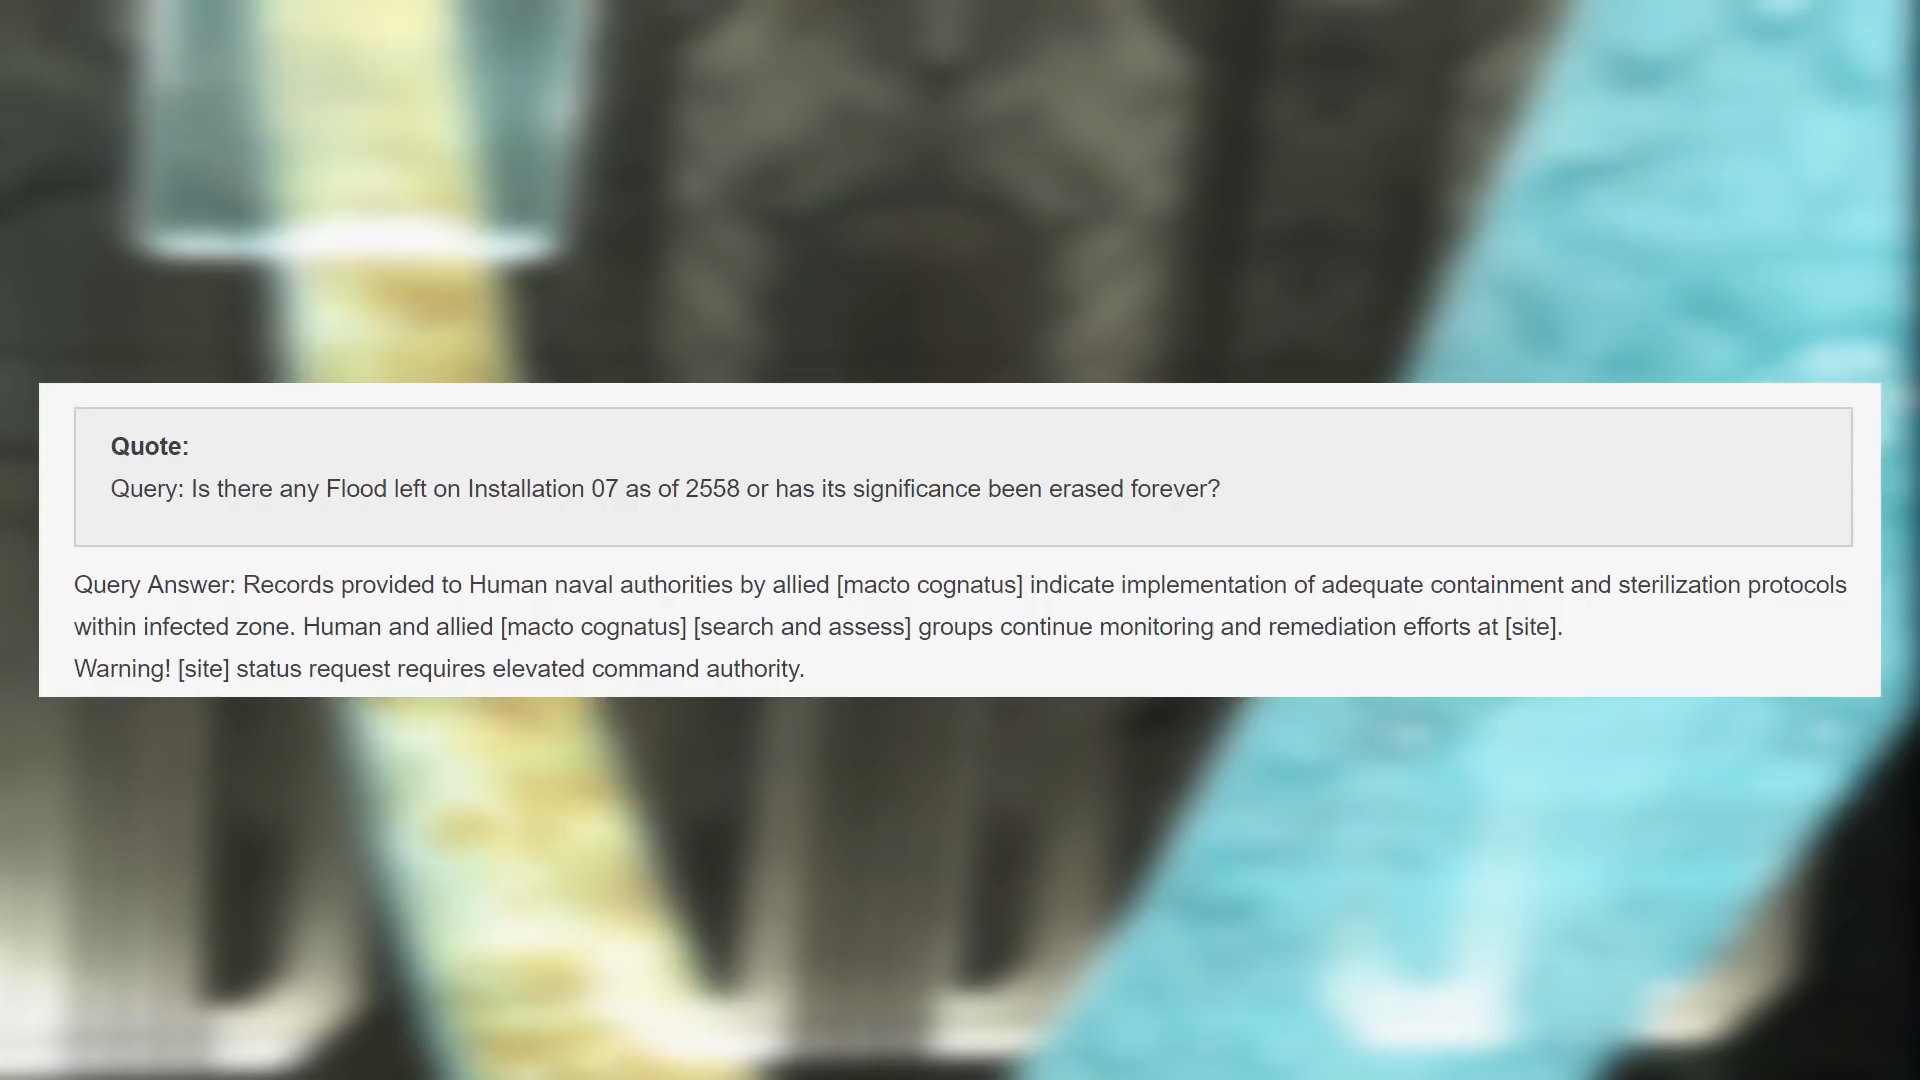 Quote:
Query: Is there any Flood left on Installation 07 as of 2558 or has its significance been erased forever?
Query Answer: Records provided to Human naval authorities by allied [macto cognatus] indicate implementation of adequate containment and sterilization protocols
within infected zone. Human and allied [macto cognatus] [search and assess] groups continue monitoring and remediation efforts at [site].
Warning! [site] status request requires elevated command authority.